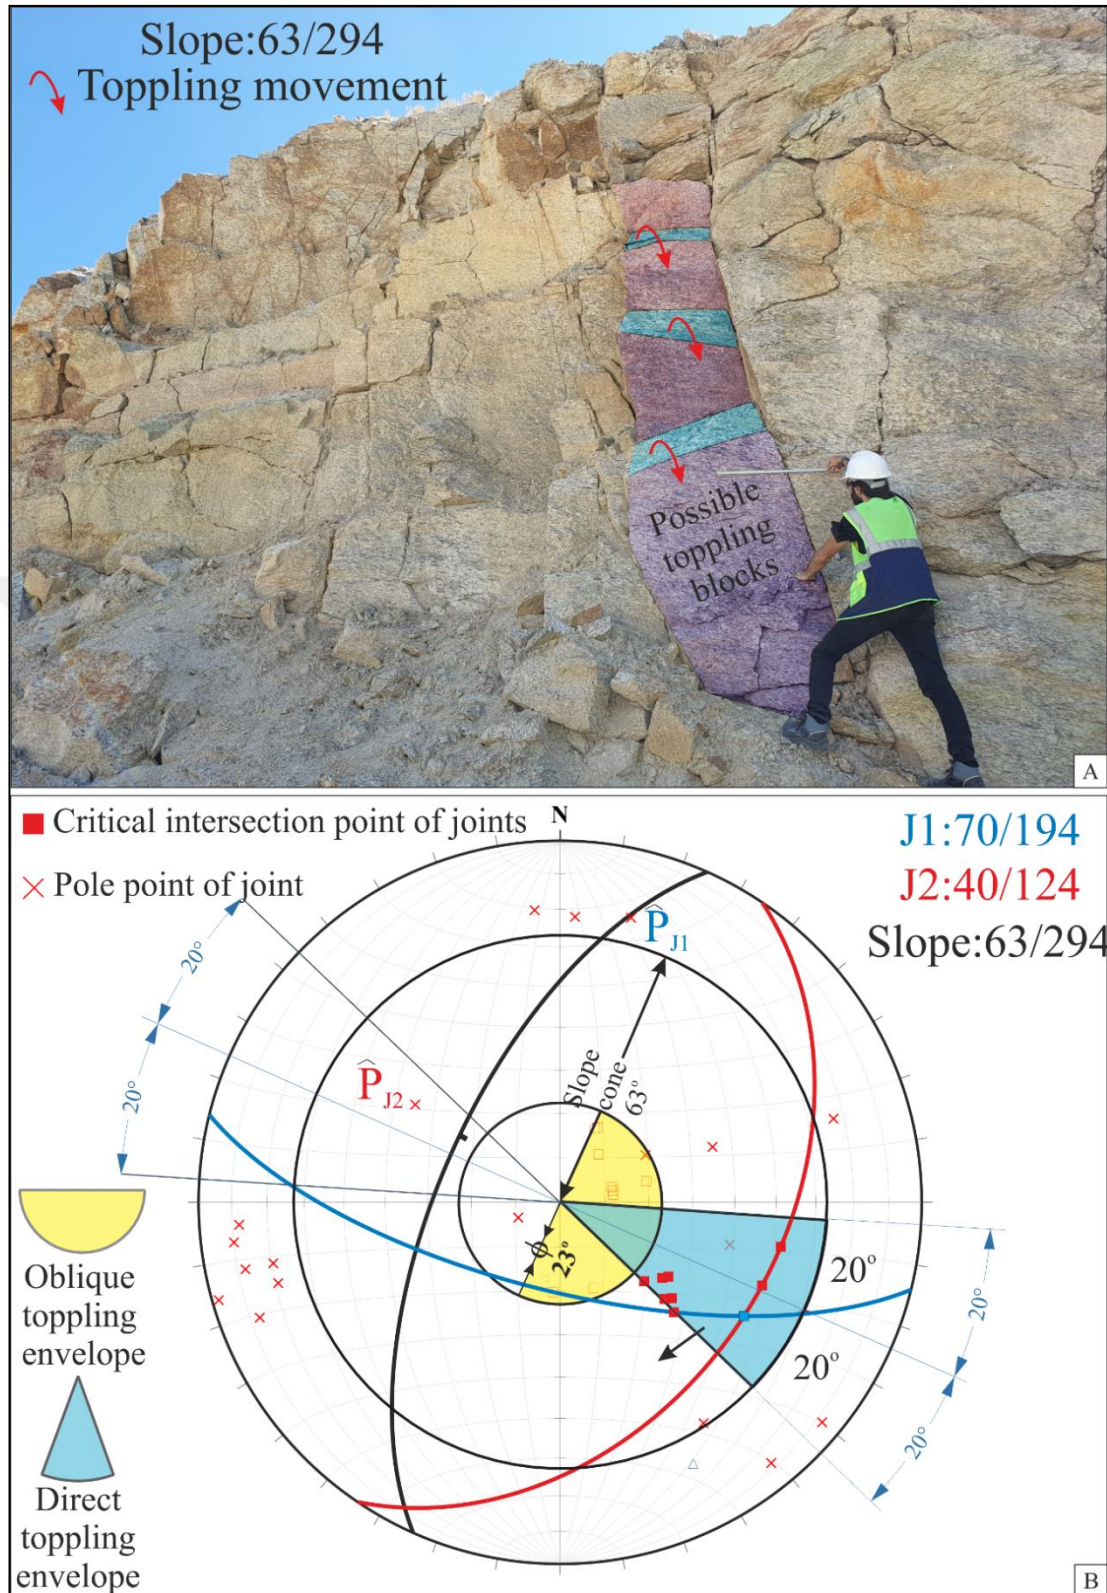 Slope:63/294
Toppling movement
Possible
toppling
blocks
A
Critical intersection point of joints
Pole point of joint
N
J1:70/194
J2:40/124
Slope:63/294
P̂J1
P̂J2
20°
20°
Slope
cone
63°
ϕ
23°
20°
20°
20°
20°
Oblique
toppling
envelope
Direct
toppling
envelope
B